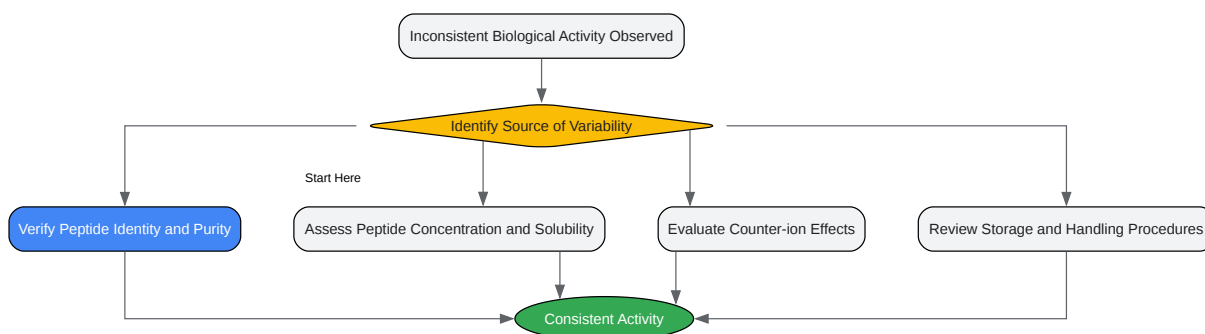 Inconsistent Biological Activity Observed
Identify Source of Variability
Start Here
Verify Peptide Identity and Purity
Assess Peptide Concentration and Solubility
Evaluate Counter-ion Effects
Review Storage and Handling Procedures
Consistent Activity